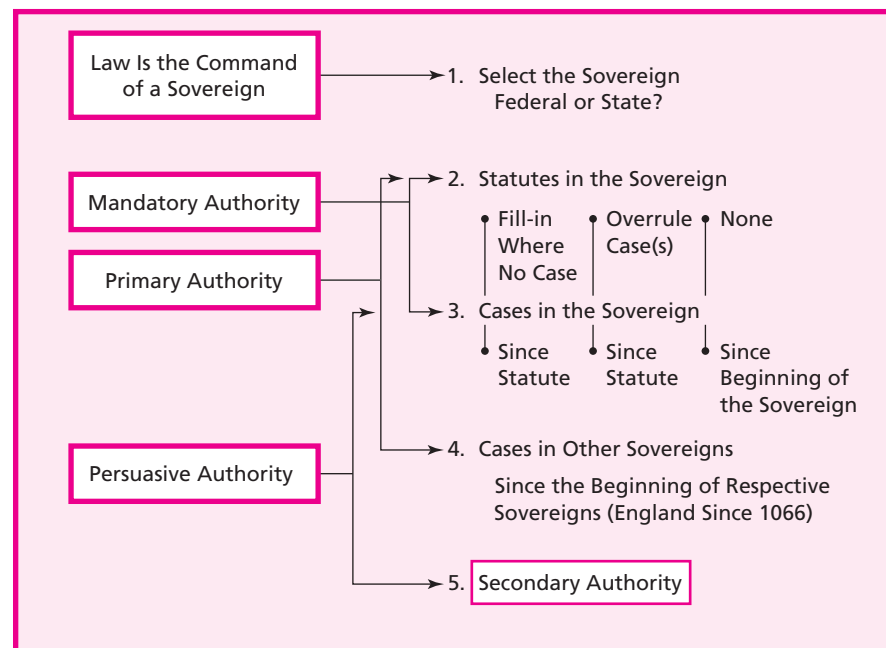 Law Is the Command
of a Sovereign
1. Select the Sovereign
Federal or State?
Mandatory Authority
2. Statutes in the Sovereign
• Fill-in
Where
No Case
• Overrule
Case(s)
• None
Primary Authority
3. Cases in the Sovereign
• Since
Statute
• Since
Statute
• Since
Beginning of
the Sovereign
Persuasive Authority
4. Cases in Other Sovereigns
Since the Beginning of Respective
Sovereigns (England Since 1066)
5. Secondary Authority